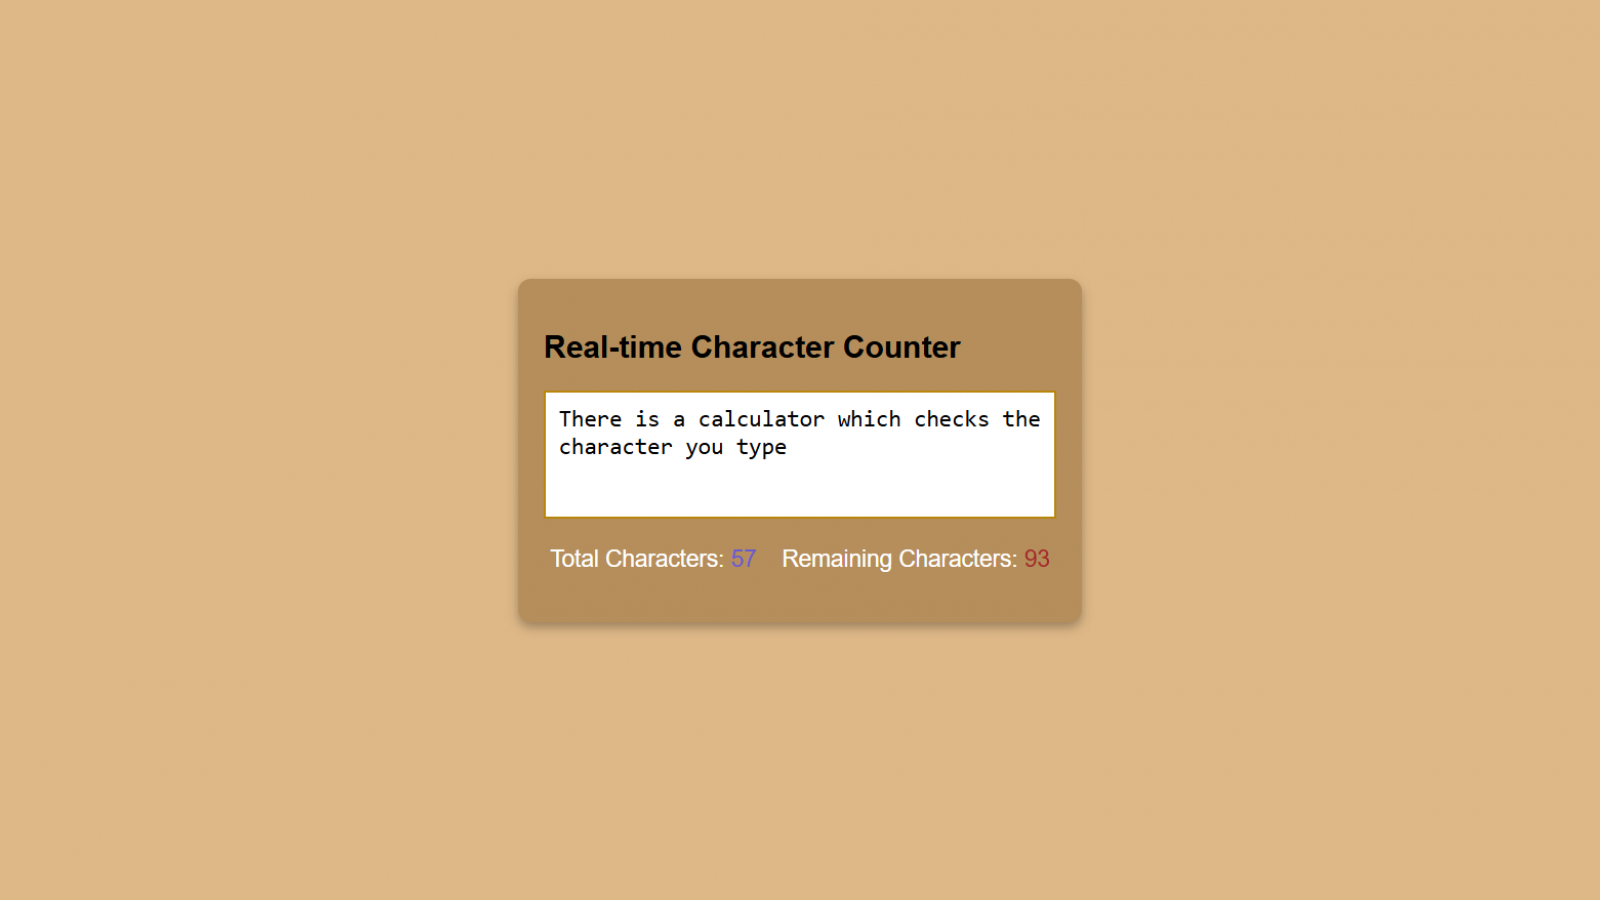 Real-time Character Counter
There is a calculator which checks the
character you type
Total Characters: 57 Remaining Characters: 93